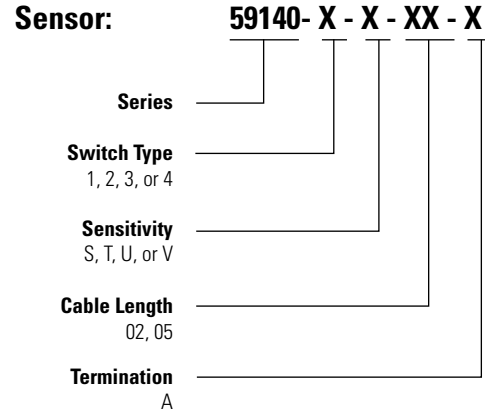 Sensor: 59140- X - X - XX - X
Series
Switch Type
1, 2, 3, or 4
Sensitivity
S, T, U, or V
Cable Length
02, 05
Termination
A